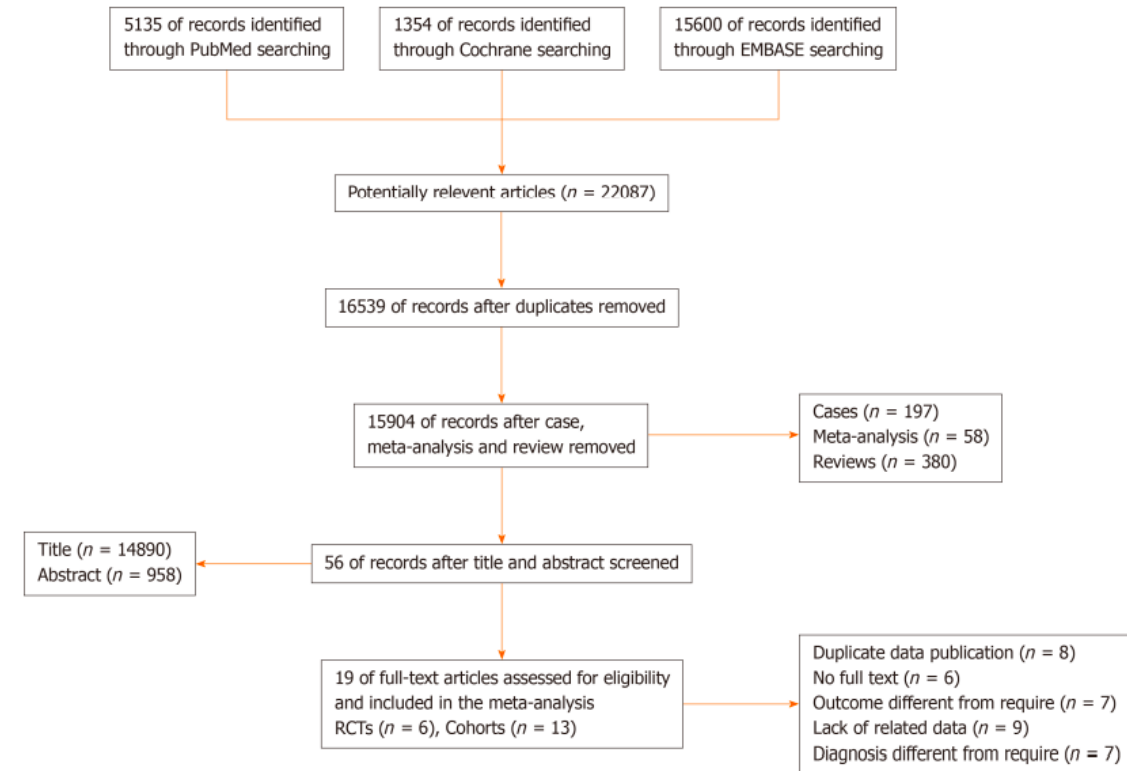 5135 of records identified
through PubMed searching
1354 of records identified
through Cochrane searching
15600 of records identified
through EMBASE searching
Potentially relevent articles (n = 22087)
16539 of records after duplicates removed
15904 of records after case,
meta-analysis and review removed
Cases (n = 197)
Meta-analysis (n = 58)
Reviews (n = 380)
Title (n = 14890)
Abstract (n = 958)
56 of records after title and abstract screened
19 of full-text articles assessed for eligibility
and included in the meta-analysis
RCTs (n = 6), Cohorts (n = 13)
Duplicate data publication (n = 8)
No full text (n = 6)
Outcome different from require (n = 7)
Lack of related data (n = 9)
Diagnosis different from require (n = 7)